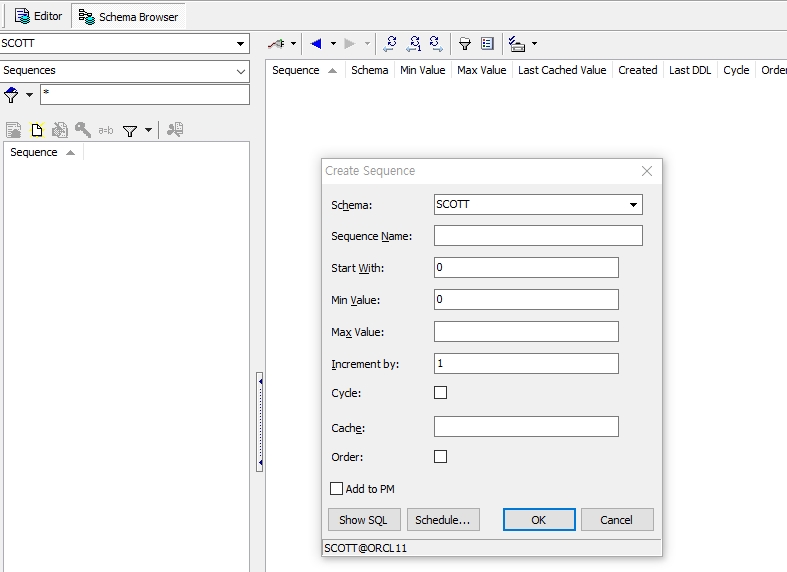 Editor Schema Browser
SCOTT
Sequences
*
a=b
Sequence
Sequence Schema Min Value Max Value Last Cached Value Created Last DDL Cycle Order
Create Sequence
Schema: SCOTT
Sequence Name:
Start With: 0
Min Value: 0
Max Value:
Increment by: 1
Cycle:
Cache:
Order:
Add to PM
Show SQL Schedule... OK Cancel
SCOTT@ORCL11